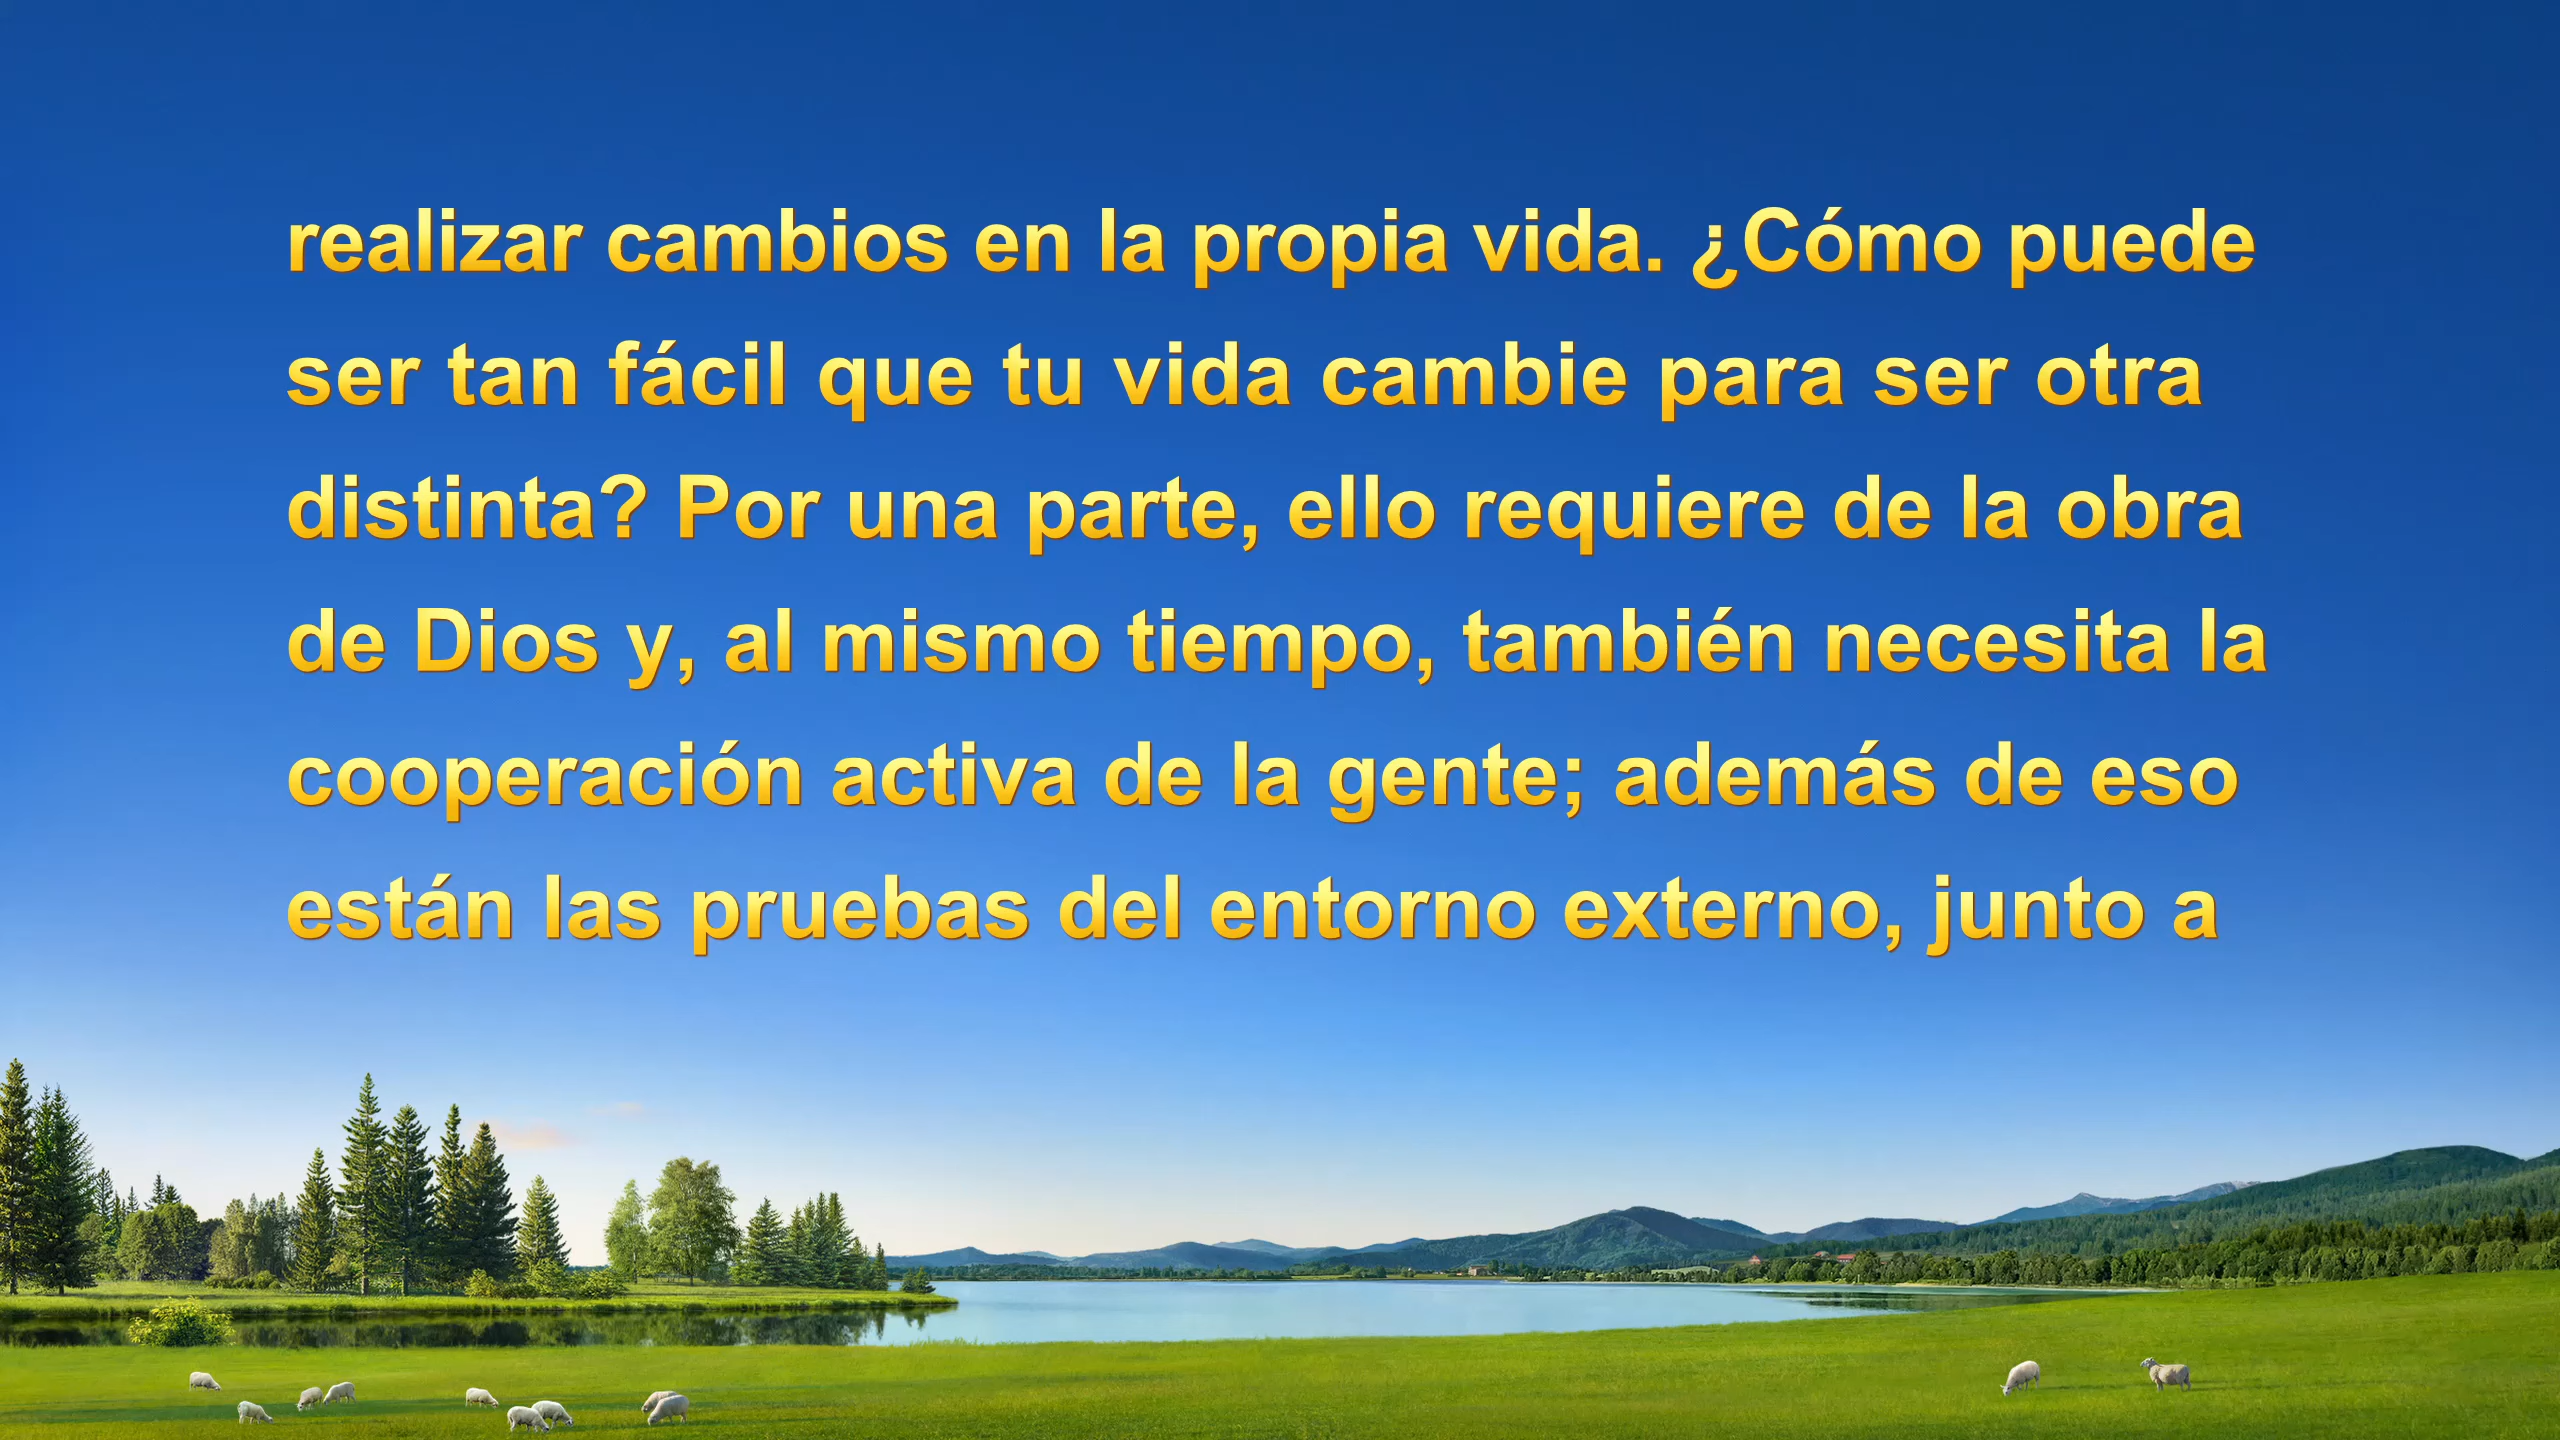 realizar cambios en la propia vida. ¿Cómo puede
ser tan fácil que tu vida cambie para ser otra
distinta? Por una parte, ello requiere de la obra
de Dios y, al mismo tiempo, también necesita la
cooperación activa de la gente; además de eso
están las pruebas del entorno externo, junto a